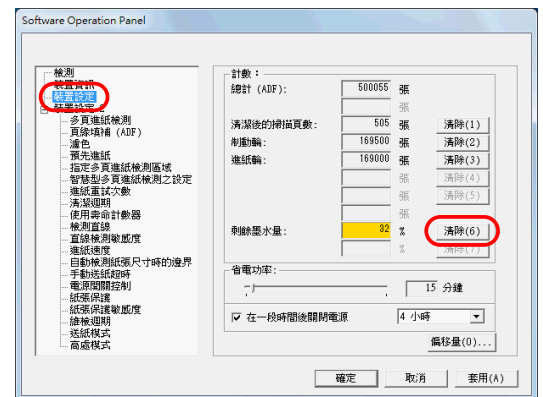 Software Operation Panel
檢測
裝置資訊
裝置設定
裝置設定 2
多頁進紙檢測
頁緣填補 (ADF)
濾色
預先進紙
指定多頁進紙檢測區域
智慧型多頁進紙檢測之設定
進紙重試次數
清潔週期
使用壽命計數器
檢測直線
直線檢測敏感度
進紙速度
自動檢測紙張尺寸時的邊界
手動送紙超時
電源開關控制
紙張保護
紙張保護敏感度
維檢週期
送紙模式
高處模式
計數：
總計 (ADF): 500055 張
張
清潔後的掃描頁數: 505 張 清除(1)
制動輪: 169500 張 清除(2)
進紙輪: 169000 張 清除(3)
張 清除(4)
張 清除(5)
張
剩餘墨水量: 32 % 清除(6)
% 清除(7)
省電功率:
15 分鐘
在一段時間後關閉電源 4 小時
偏移量(O)...
確定 取消 套用(A)